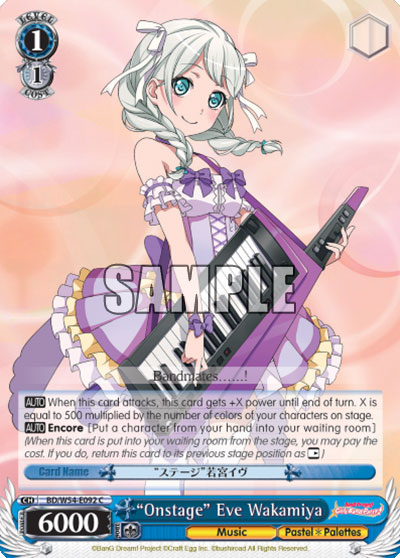 LEVEL
1
1
COST
SAMPLE
Bandmates......!
AUTO When this card attacks, this card gets +X power until end of turn. X is
equal to 500 multiplied by the number of colors of your characters on stage.
AUTO Encore [Put a character from your hand into your waiting room]
(When this card is put into your waiting room from the stage, you may pay the
cost. If you do, return this card to its previous stage position as )
Card Name
"ステージ"若宮イヴ
CH BD/W54-E092 C
POWER 6000
"Onstage" Eve Wakamiya
Music
Pastel*Palettes
©BanG Dream! Project ©Craft Egg Inc. ©bushiroad All Rights Reserved.